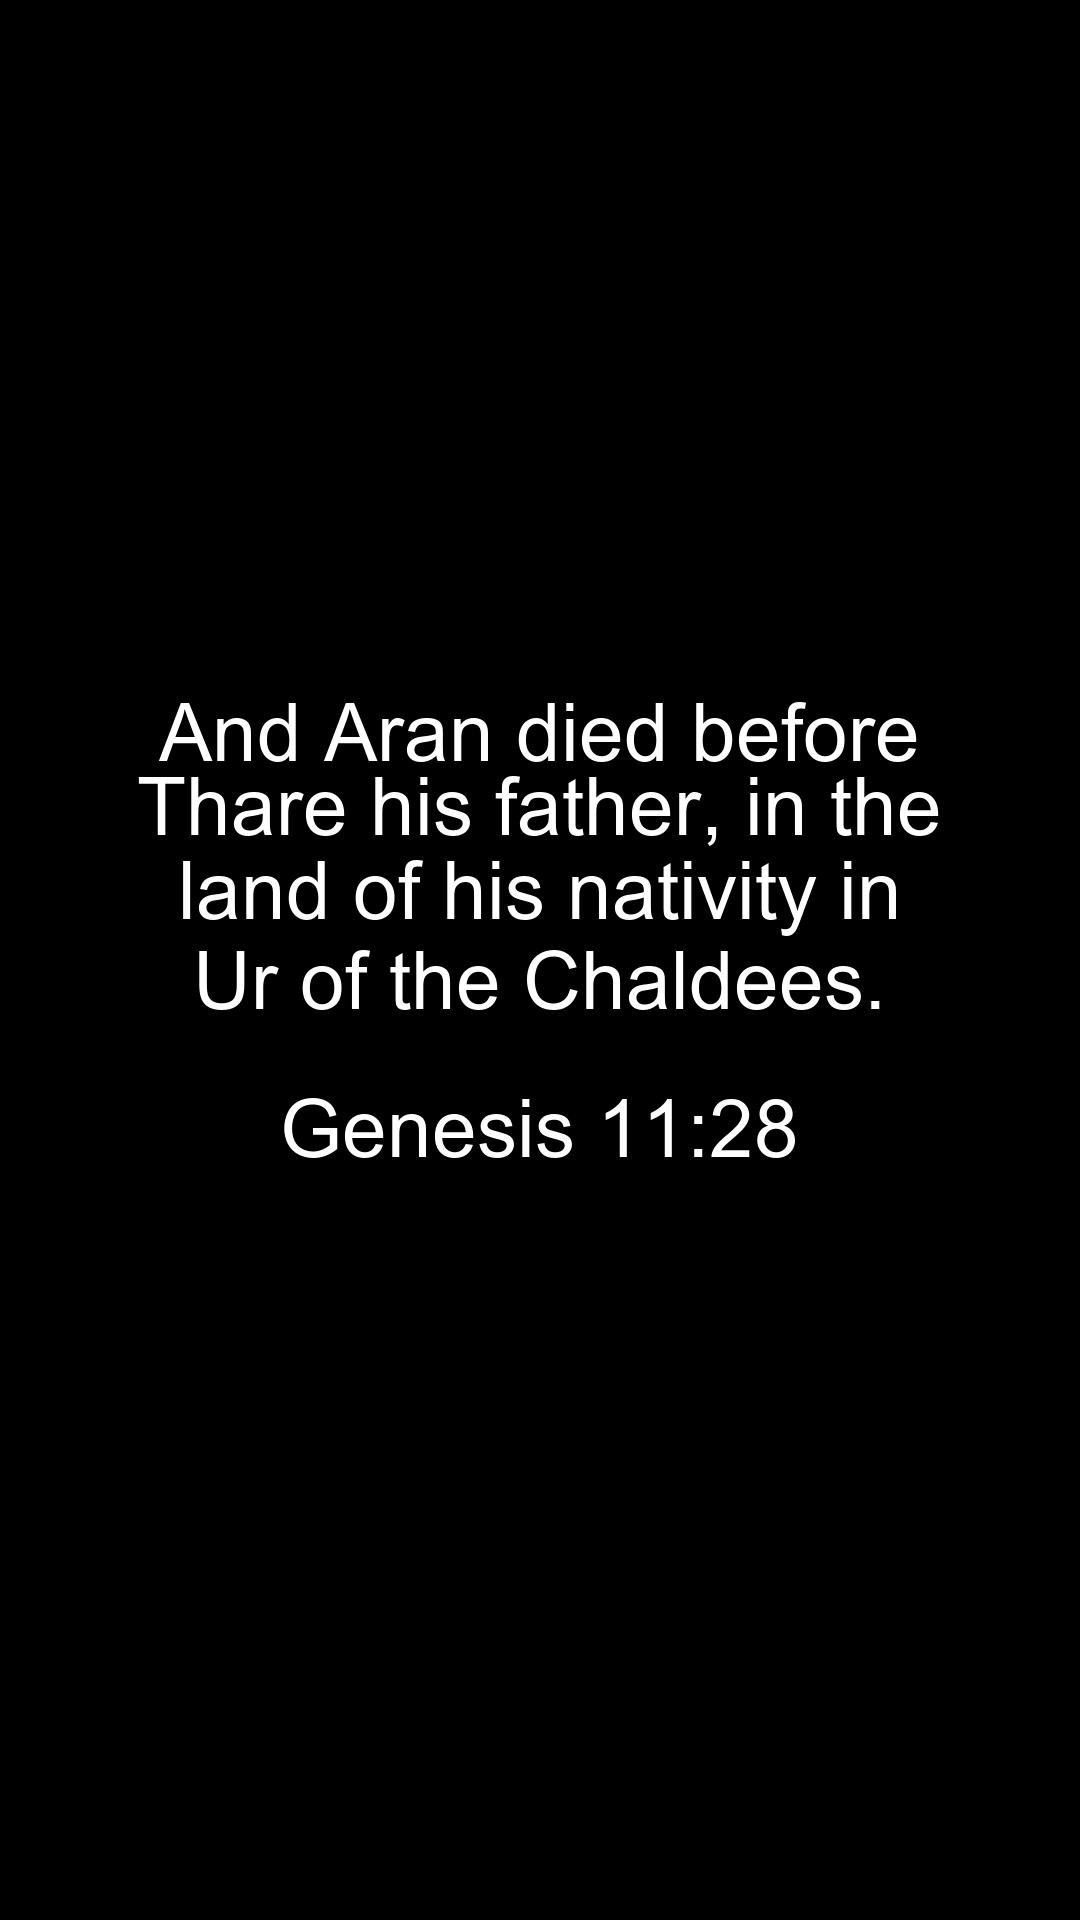 And Aran died before
Thare his father, in the
land of his nativity in
Ur of the Chaldees.
Genesis 11:28